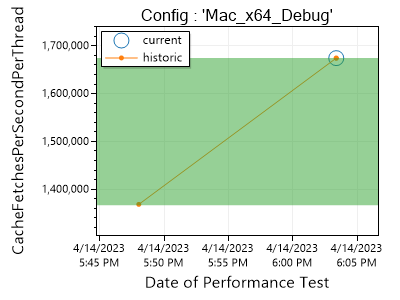 Config : 'Mac_x64_Debug'
CacheFetchesPerSecondPerThread
1,700,000
1,600,000
1,500,000
1,400,000
current
historic
4/14/2023 4/14/2023 4/14/2023 4/14/2023 4/14/2023
5:45 PM 5:50 PM 5:55 PM 6:00 PM 6:05 PM
Date of Performance Test